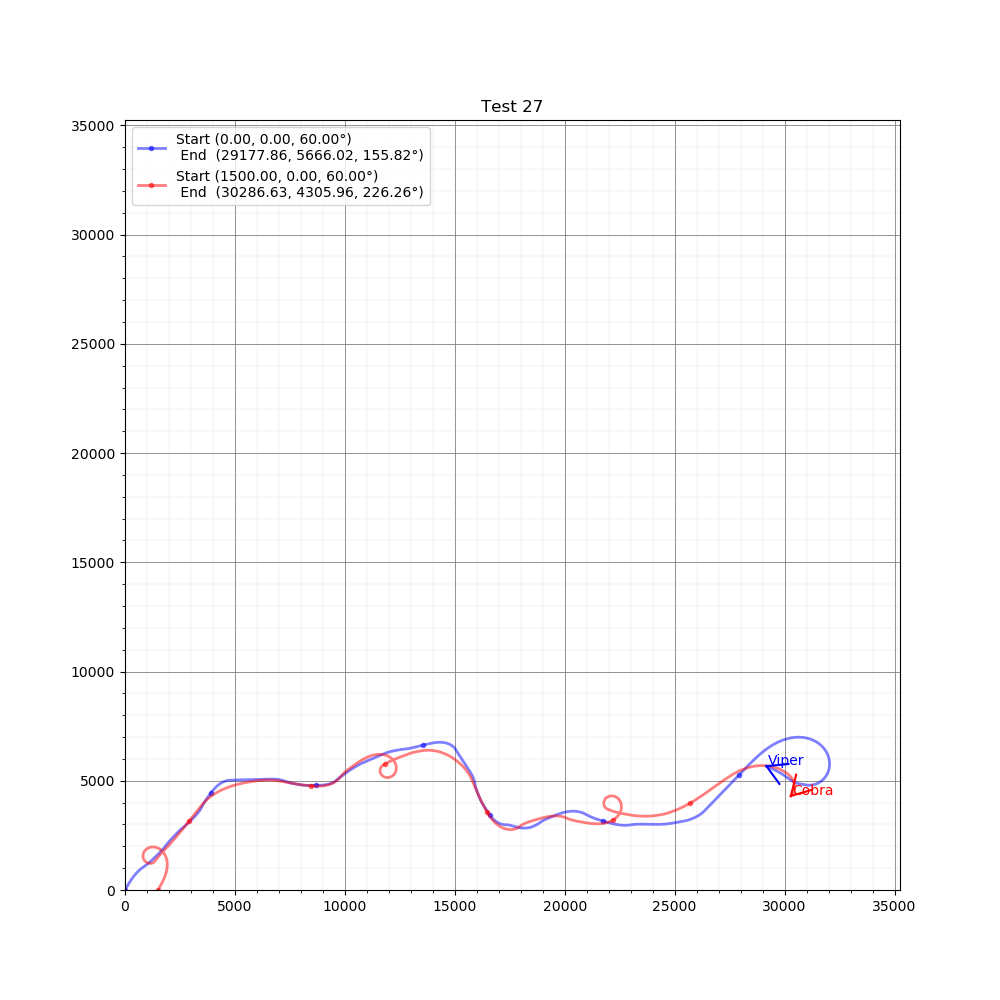 Test 27
Start (0.00, 0.00, 60.00°)
End  (29177.86, 5666.02, 155.82°)
Start (1500.00, 0.00, 60.00°)
End  (30286.63, 4305.96, 226.26°)
35000
30000
25000
20000
15000
10000
5000
0
Viper
Cobra
0 5000 10000 15000 20000 25000 30000 35000